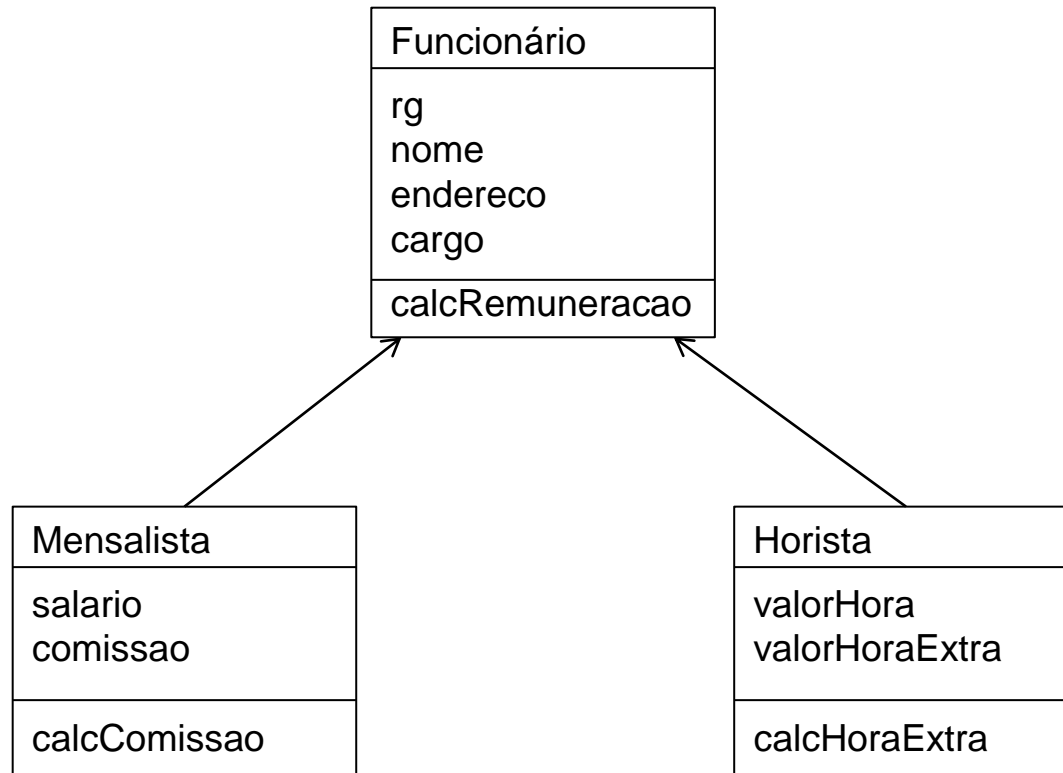 Funcionário
rg
nome
endereco
cargo
calcRemuneracao
Mensalista
salario
comissao
calcComissao
Horista
valorHora
valorHoraExtra
calcHoraExtra